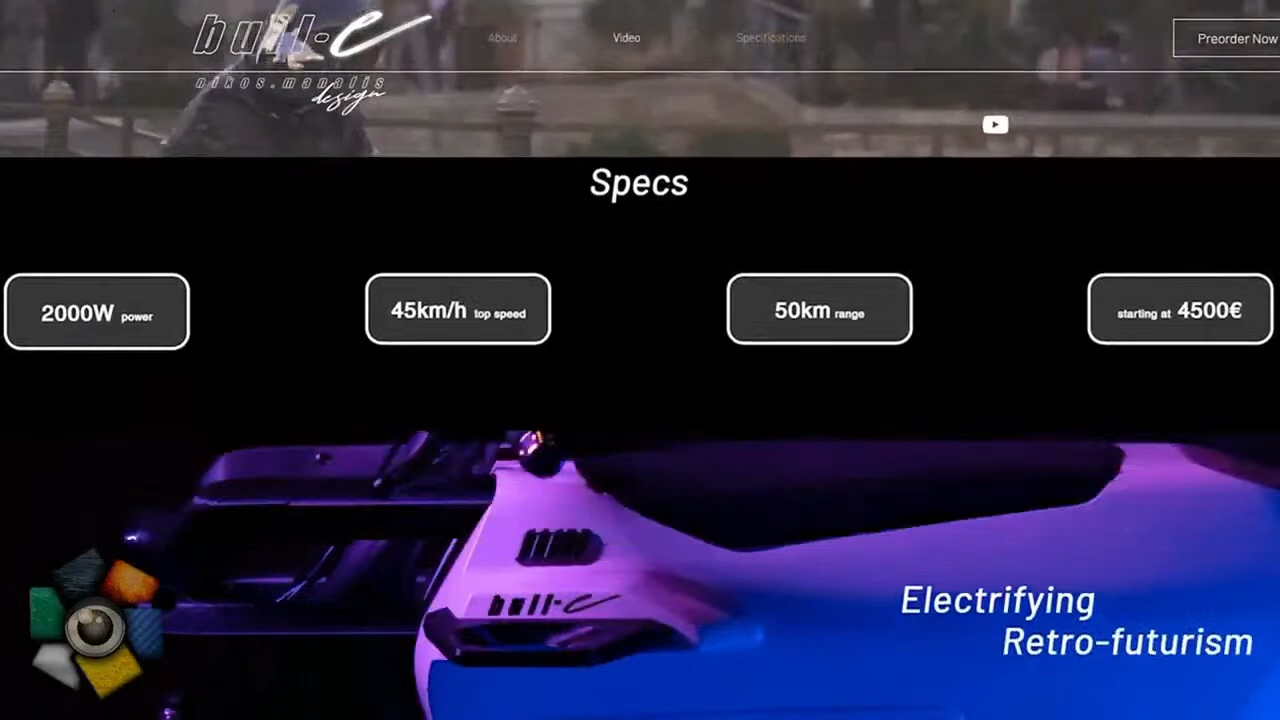 bull-e
About
Video
Specifications
Preorder Now
nikos.manafis
design
Specs
2000W power
45km/h top speed
50km range
starting at 4500€
bull-e
Electrifying
Retro-futurism